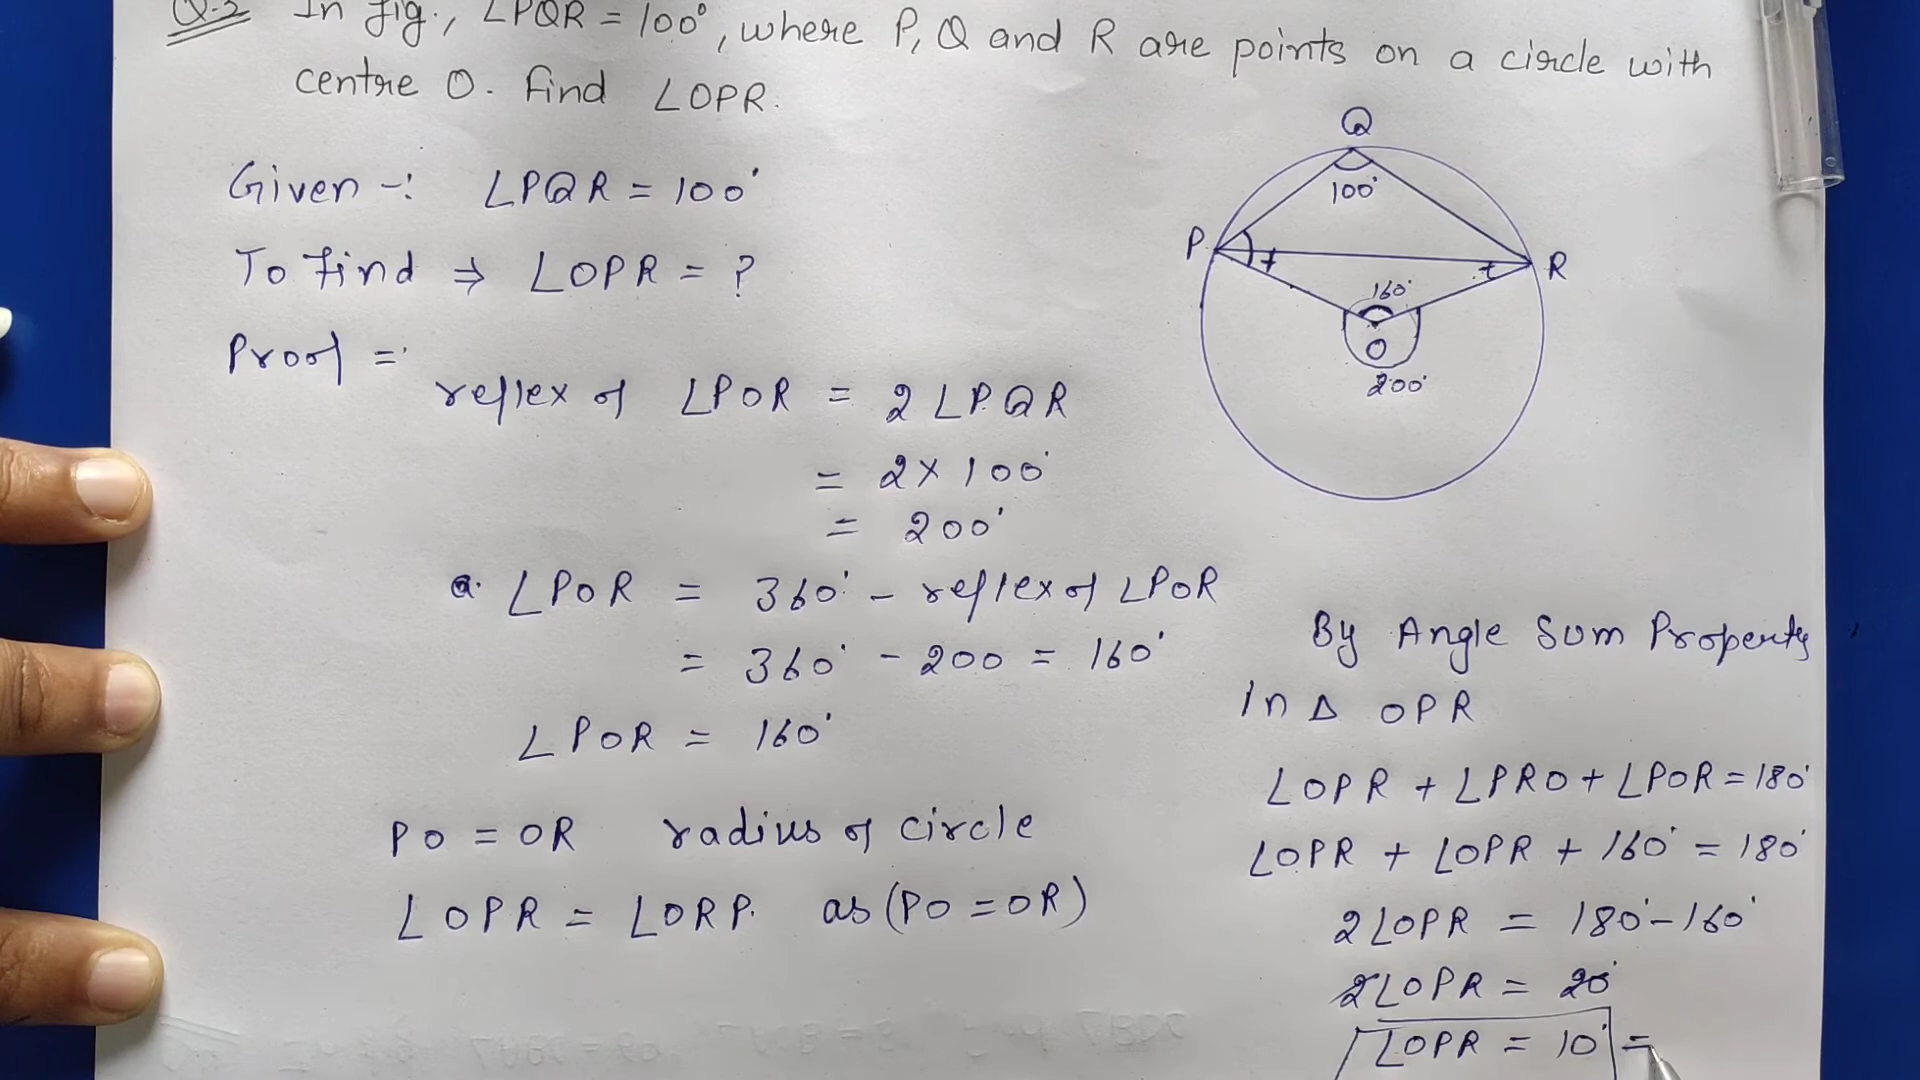 Q.2 In fig., ∠PQR = 100°, where P, Q and R are points on a circle with
centre O. Find ∠OPR.
Given -: ∠PQR = 100°
To find ⇒ ∠OPR = ?
Proof =
reflex of ∠POR = 2 ∠PQR
= 2 x 100°
= 200°
∠POR = 360° - reflex of ∠POR
= 360° - 200 = 160°
∠POR = 160°
PO = OR radius of circle
∠OPR = ∠ORP. as (PO = OR)
Q
100°
P
R
160°
O
200°
By Angle Sum Property
In Δ OPR
∠OPR + ∠PRO + ∠POR = 180°
∠OPR + ∠OPR + 160° = 180°
2∠OPR = 180° - 160°
2∠OPR = 20°
∠OPR = 10° =